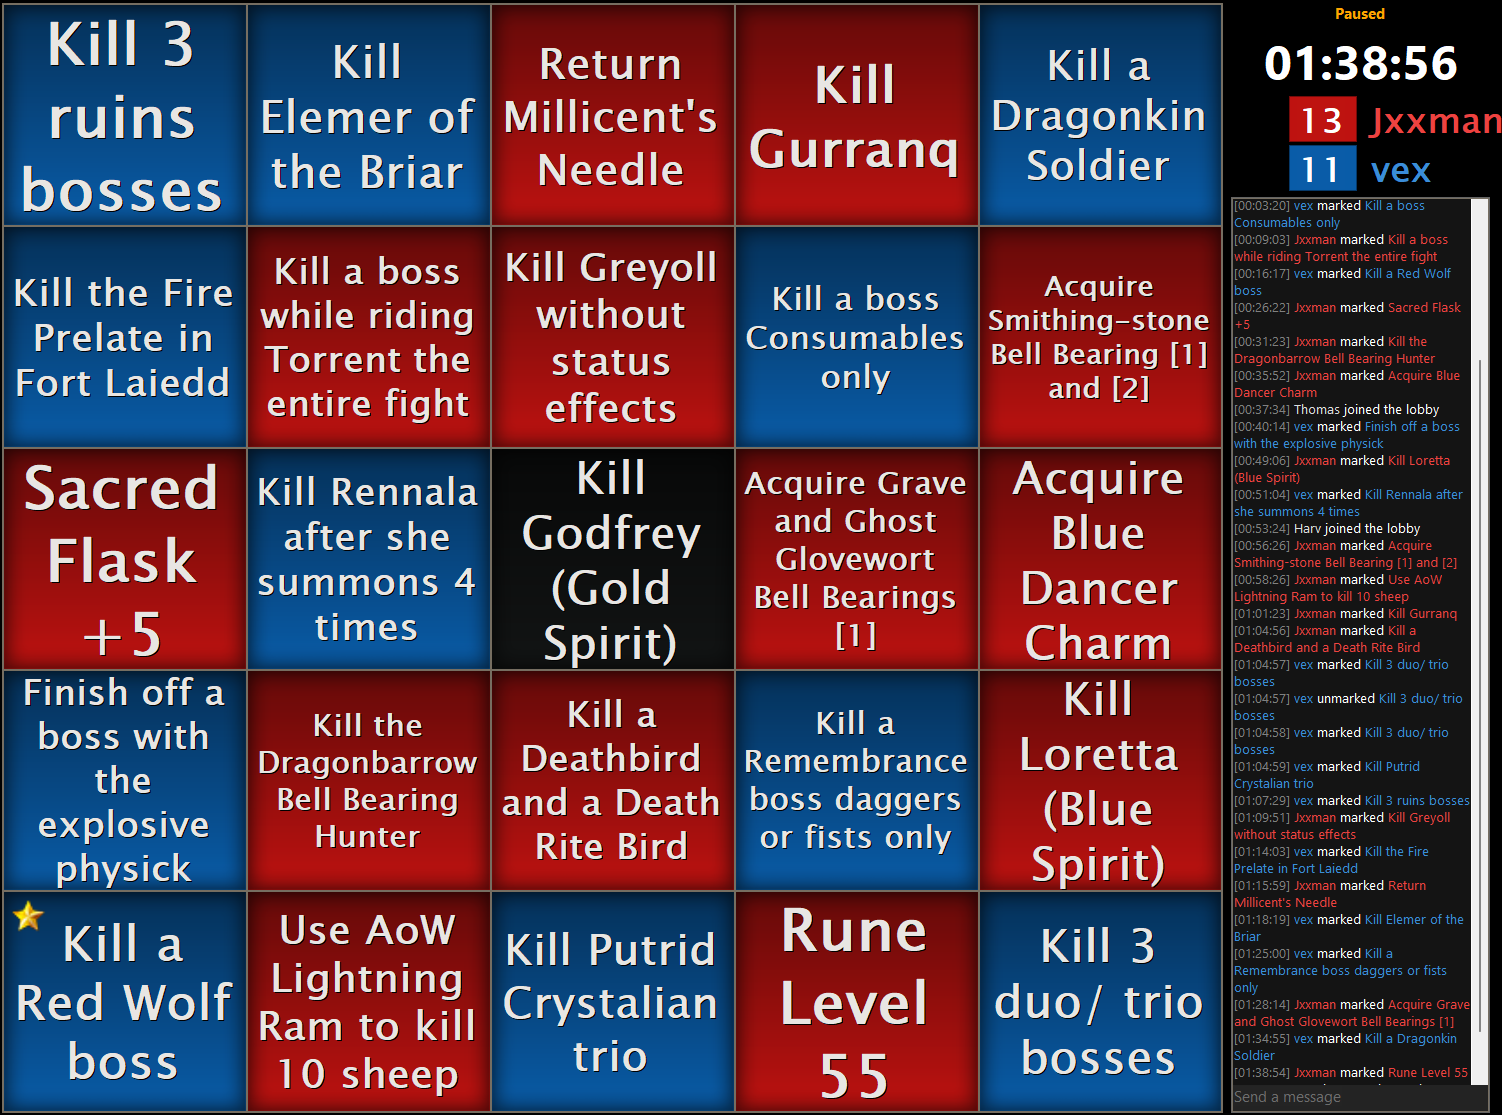 Kill 3
ruins
bosses
Kill
Elemer of
the Briar
Return
Millicent's
Needle
Kill
Gurranq
Kill a
Dragonkin
Soldier
Kill the Fire
Prelate in
Fort Laiedd
Kill a boss
while riding
Torrent the
entire fight
Kill Greyoll
without
status
effects
Kill a boss
Consumables
only
Acquire
Smithing-stone
Bell Bearing [1]
and [2]
Sacred
Flask
+5
Kill Rennala
after she
summons 4
times
Kill
Godfrey
(Gold
Spirit)
Acquire Grave
and Ghost
Glovewort
Bell Bearings
[1]
Acquire
Blue
Dancer
Charm
Finish off a
boss with
the
explosive
physick
Kill the
Dragonbarrow
Bell Bearing
Hunter
Kill a
Deathbird
and a Death
Rite Bird
Kill a
Remembrance
boss daggers
or fists only
Kill
Loretta
(Blue
Spirit)
Kill a
Red Wolf
boss
Use AoW
Lightning
Ram to kill
10 sheep
Kill Putrid
Crystalian
trio
Rune
Level
55
Kill 3
duo/ trio
bosses
Paused
01:38:56
13 Jxxman
11 vex
[00:03:20] vex marked Kill a boss
Consumables only
[00:09:03] Jxxman marked Kill a boss
while riding Torrent the entire fight
[00:16:17] vex marked Kill a Red Wolf
boss
[00:26:22] Jxxman marked Sacred Flask
+5
[00:31:23] Jxxman marked Kill the
Dragonbarrow Bell Bearing Hunter
[00:35:52] Jxxman marked Acquire Blue
Dancer Charm
[00:37:34] Thomas joined the lobby
[00:40:14] vex marked Finish off a boss
with the explosive physick
[00:49:06] Jxxman marked Kill Loretta
(Blue Spirit)
[00:51:04] vex marked Kill Rennala after
she summons 4 times
[00:53:24] Harv joined the lobby
[00:56:26] Jxxman marked Acquire
Smithing-stone Bell Bearing [1] and [2]
[00:58:26] Jxxman marked Use AoW
Lightning Ram to kill 10 sheep
[01:01:23] Jxxman marked Kill Gurranq
[01:04:56] Jxxman marked Kill a
Deathbird and a Death Rite Bird
[01:04:57] vex marked Kill 3 duo/ trio
bosses
[01:04:57] vex unmarked Kill 3 duo/ trio
bosses
[01:04:58] vex marked Kill 3 duo/ trio
bosses
[01:04:59] vex marked Kill Putrid
Crystalian trio
[01:07:29] vex marked Kill 3 ruins bosses
[01:09:51] Jxxman marked Kill Greyoll
without status effects
[01:14:03] vex marked Kill the Fire
Prelate in Fort Laiedd
[01:15:59] Jxxman marked Return
Millicent's Needle
[01:18:19] vex marked Kill Elemer of the
Briar
[01:25:00] vex marked Kill a
Remembrance boss daggers or fists
only
[01:28:14] Jxxman marked Acquire Grave
and Ghost Glovewort Bell Bearings [1]
[01:34:55] vex marked Kill a Dragonkin
Soldier
[01:38:54] Jxxman marked Rune Level 55
Send a message